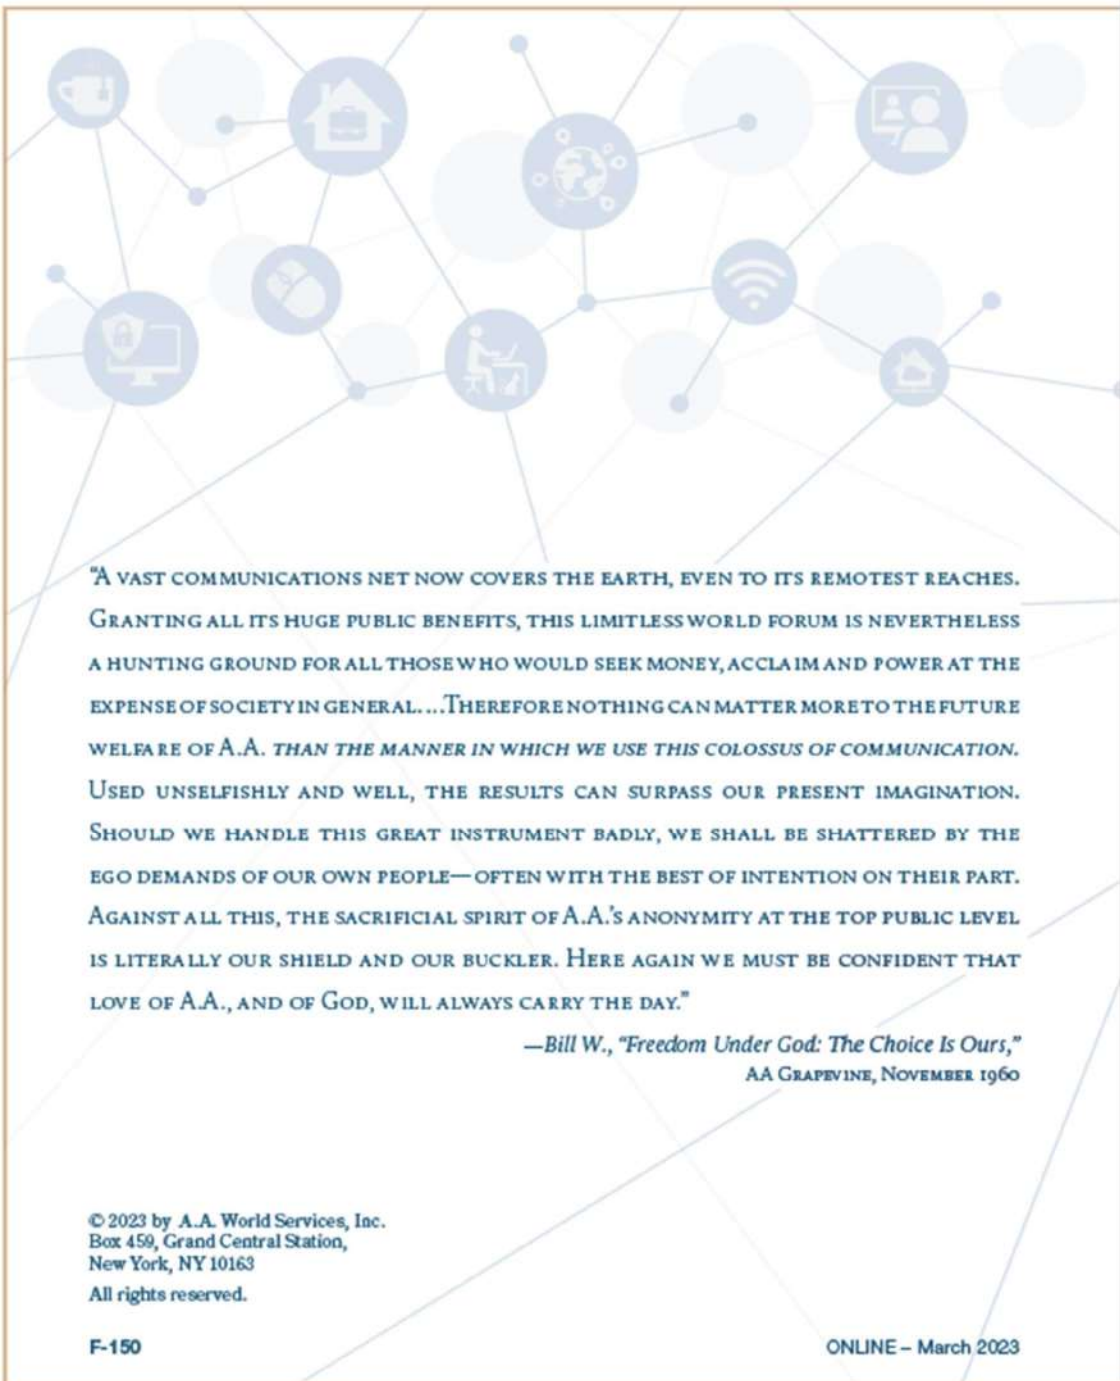 “A VAST COMMUNICATIONS NET NOW COVERS THE EARTH, EVEN TO ITS REMOTEST REACHES.
GRANTING ALL ITS HUGE PUBLIC BENEFITS, THIS LIMITLESS WORLD FORUM IS NEVERTHELESS
A HUNTING GROUND FOR ALL THOSE WHO WOULD SEEK MONEY, ACCLAIM AND POWER AT THE
EXPENSE OF SOCIETY IN GENERAL....THEREFORE NOTHING CAN MATTER MORE TO THE FUTURE
WELFARE OF A.A. THAN THE MANNER IN WHICH WE USE THIS COLOSSUS OF COMMUNICATION.
USED UNSELFISHLY AND WELL, THE RESULTS CAN SURPASS OUR PRESENT IMAGINATION.
SHOULD WE HANDLE THIS GREAT INSTRUMENT BADLY, WE SHALL BE SHATTERED BY THE
EGO DEMANDS OF OUR OWN PEOPLE—OFTEN WITH THE BEST OF INTENTION ON THEIR PART.
AGAINST ALL THIS, THE SACRIFICIAL SPIRIT OF A.A.’S ANONYMITY AT THE TOP PUBLIC LEVEL
IS LITERALLY OUR SHIELD AND OUR BUCKLER. HERE AGAIN WE MUST BE CONFIDENT THAT
LOVE OF A.A., AND OF GOD, WILL ALWAYS CARRY THE DAY.”
—Bill W., “Freedom Under God: The Choice Is Ours,”
AA GRAPEVINE, NOVEMBER 1960
© 2023 by A.A. World Services, Inc.
Box 459, Grand Central Station,
New York, NY 10163
All rights reserved.
F-150
ONLINE – March 2023